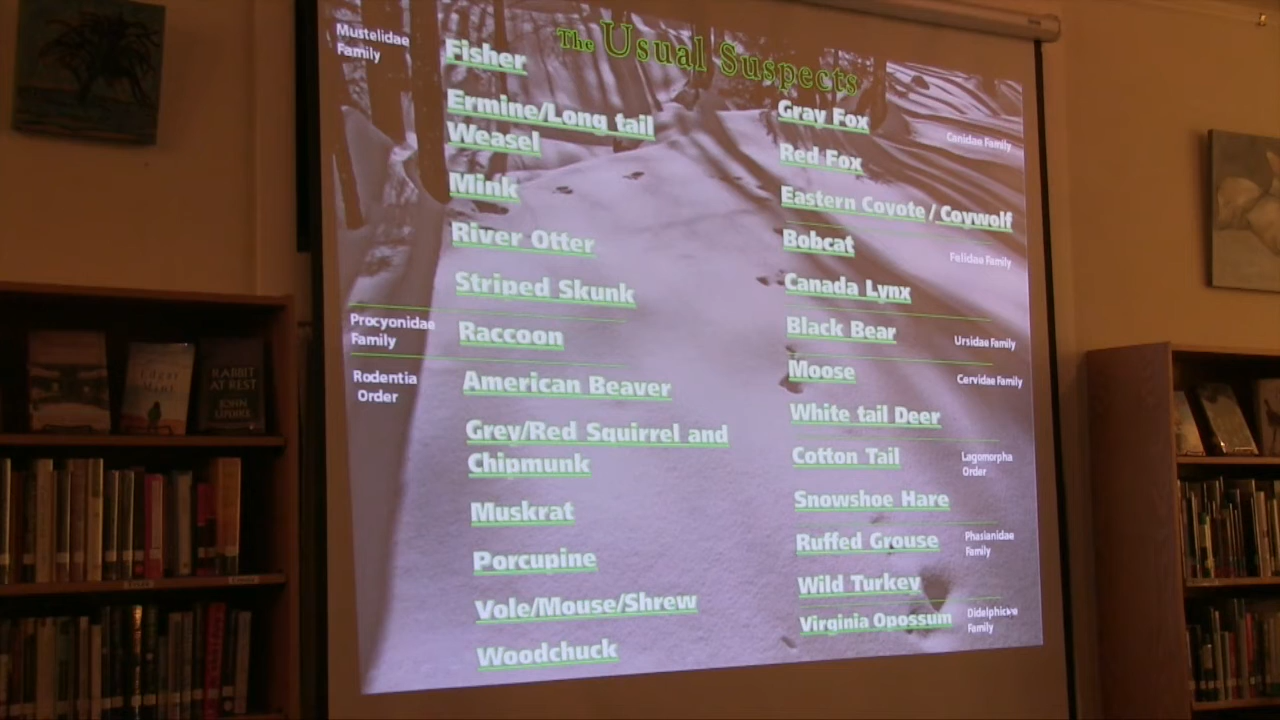 The Usual Suspects
Mustelidae
Family
Fisher
Ermine/Long tail
Weasel
Mink
River Otter
Striped Skunk
Procyonidae
Family
Raccoon
Rodentia
Order
American Beaver
Grey/Red Squirrel and
Chipmunk
Muskrat
Porcupine
Vole/Mouse/Shrew
Woodchuck
Gray Fox
Canidae Family
Red Fox
Eastern Coyote / Coywolf
Bobcat
Felidae Family
Canada Lynx
Black Bear
Ursidae Family
Moose
Cervidae Family
White tail Deer
Cotton Tail
Lagomorpha
Order
Snowshoe Hare
Ruffed Grouse
Phasianidae
Family
Wild Turkey
Virginia Opossum
Family
RABBIT
AT REST
JOHN
UPDIKE